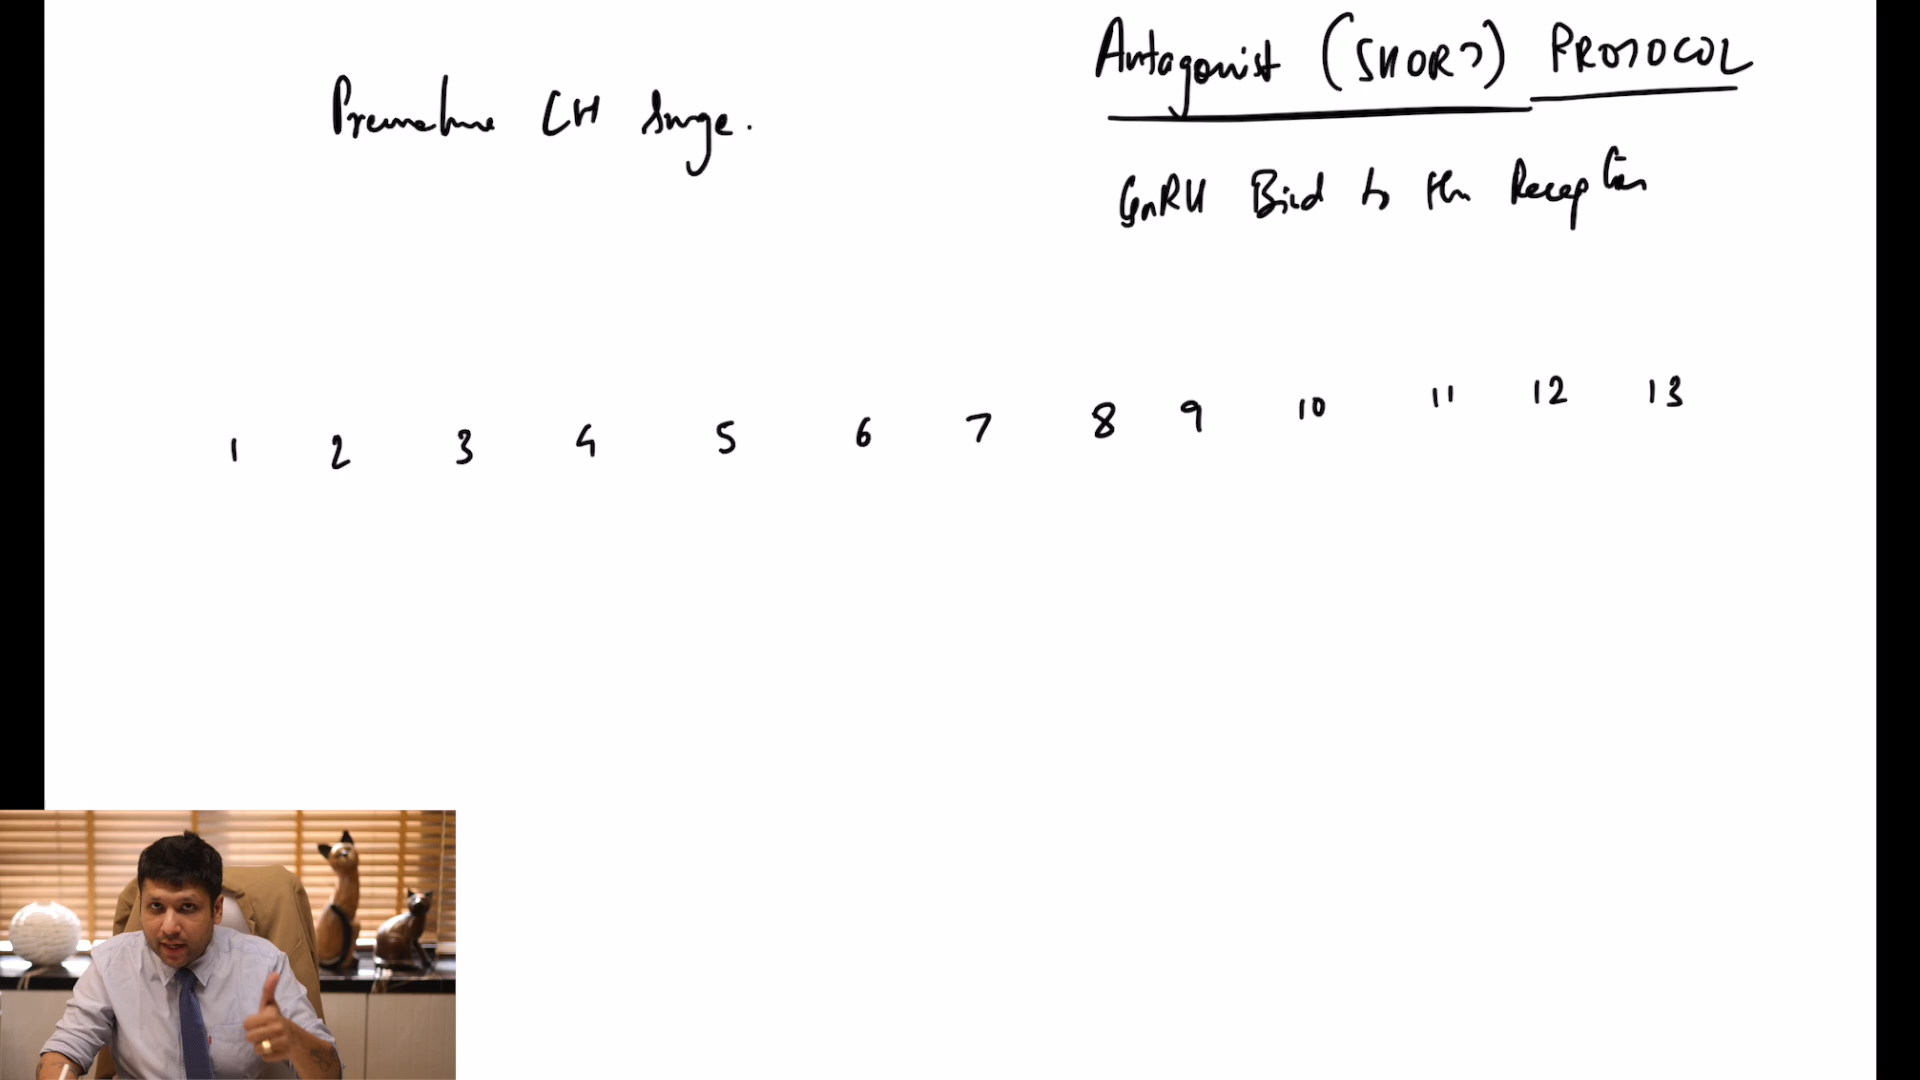 Antagonist (SHORT) PROTOCOL
Premature LH Surge.
GnRH Bind to the Receptor
1 2 3 4 5 6 7 8 9 10 11 12 13